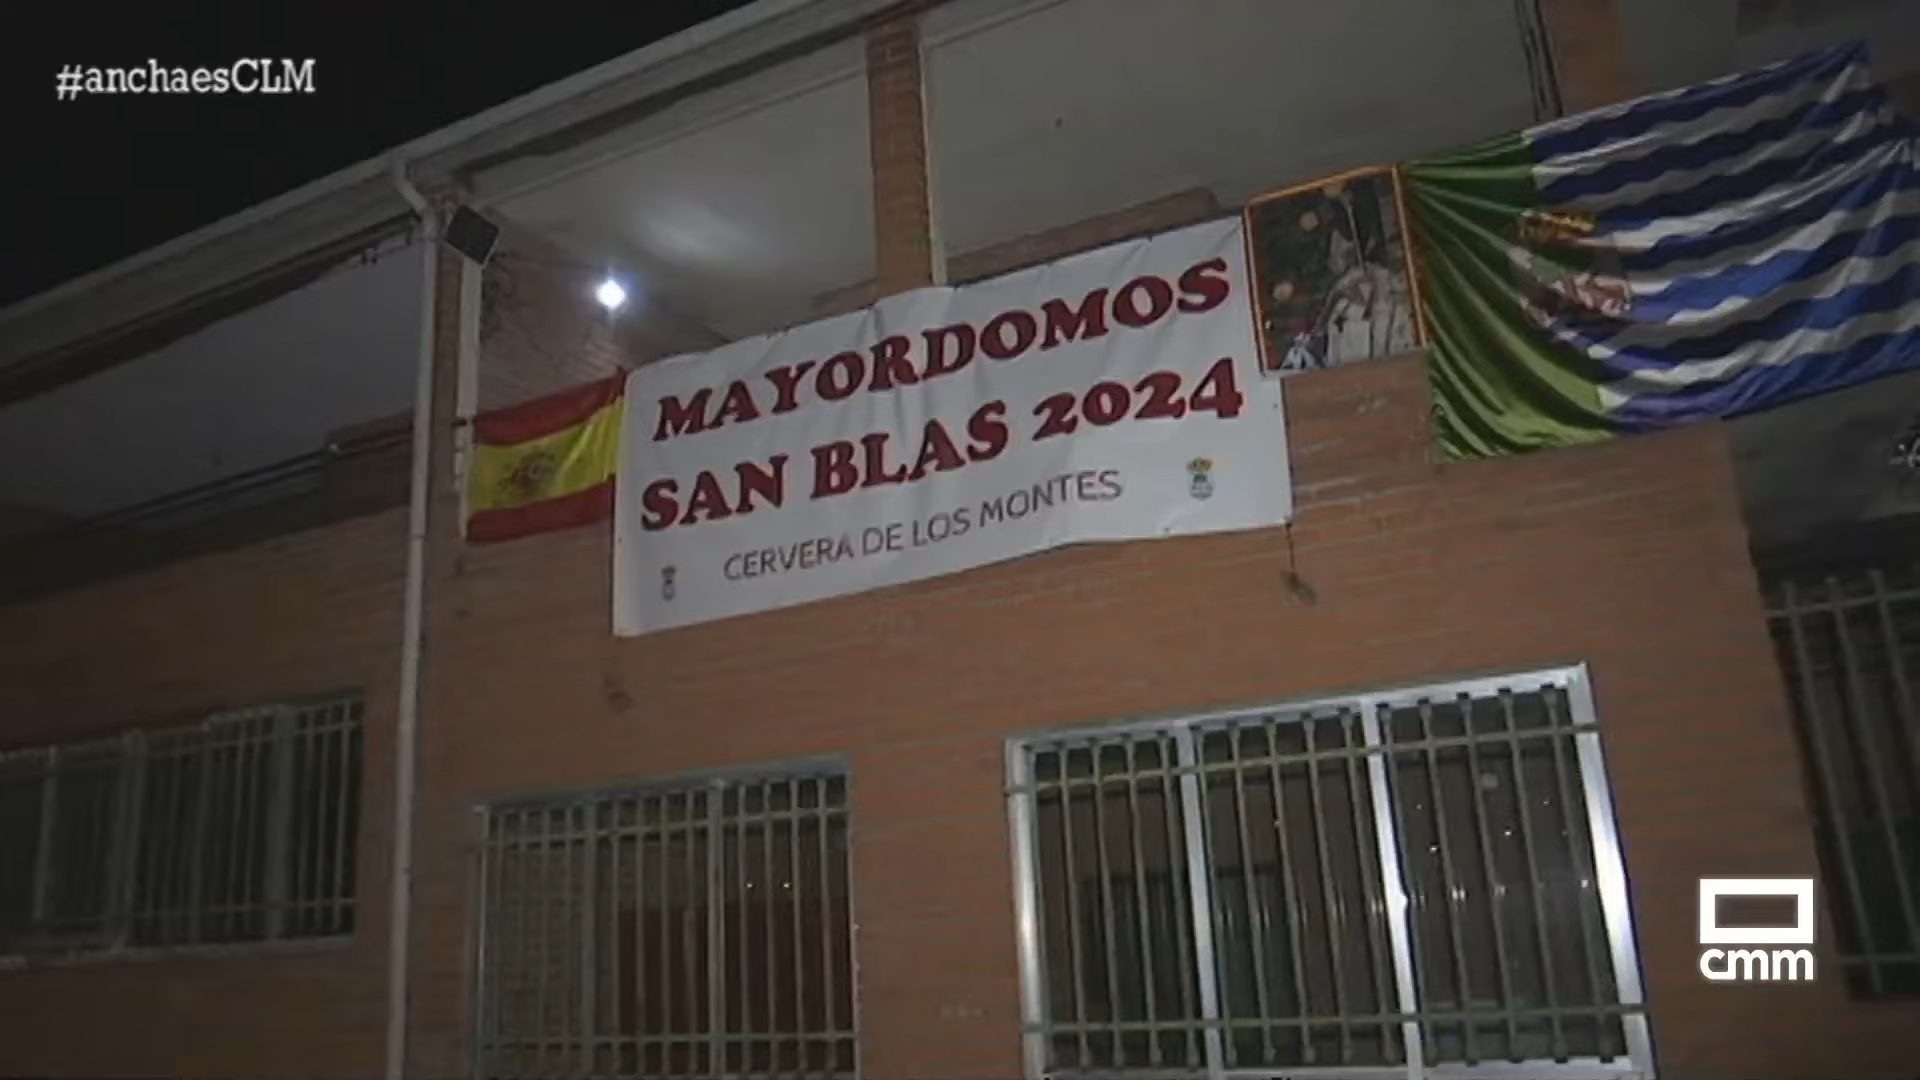 #anchaesCLM
MAYORDOMOS
SAN BLAS 2024
CERVERA DE LOS MONTES
cmm